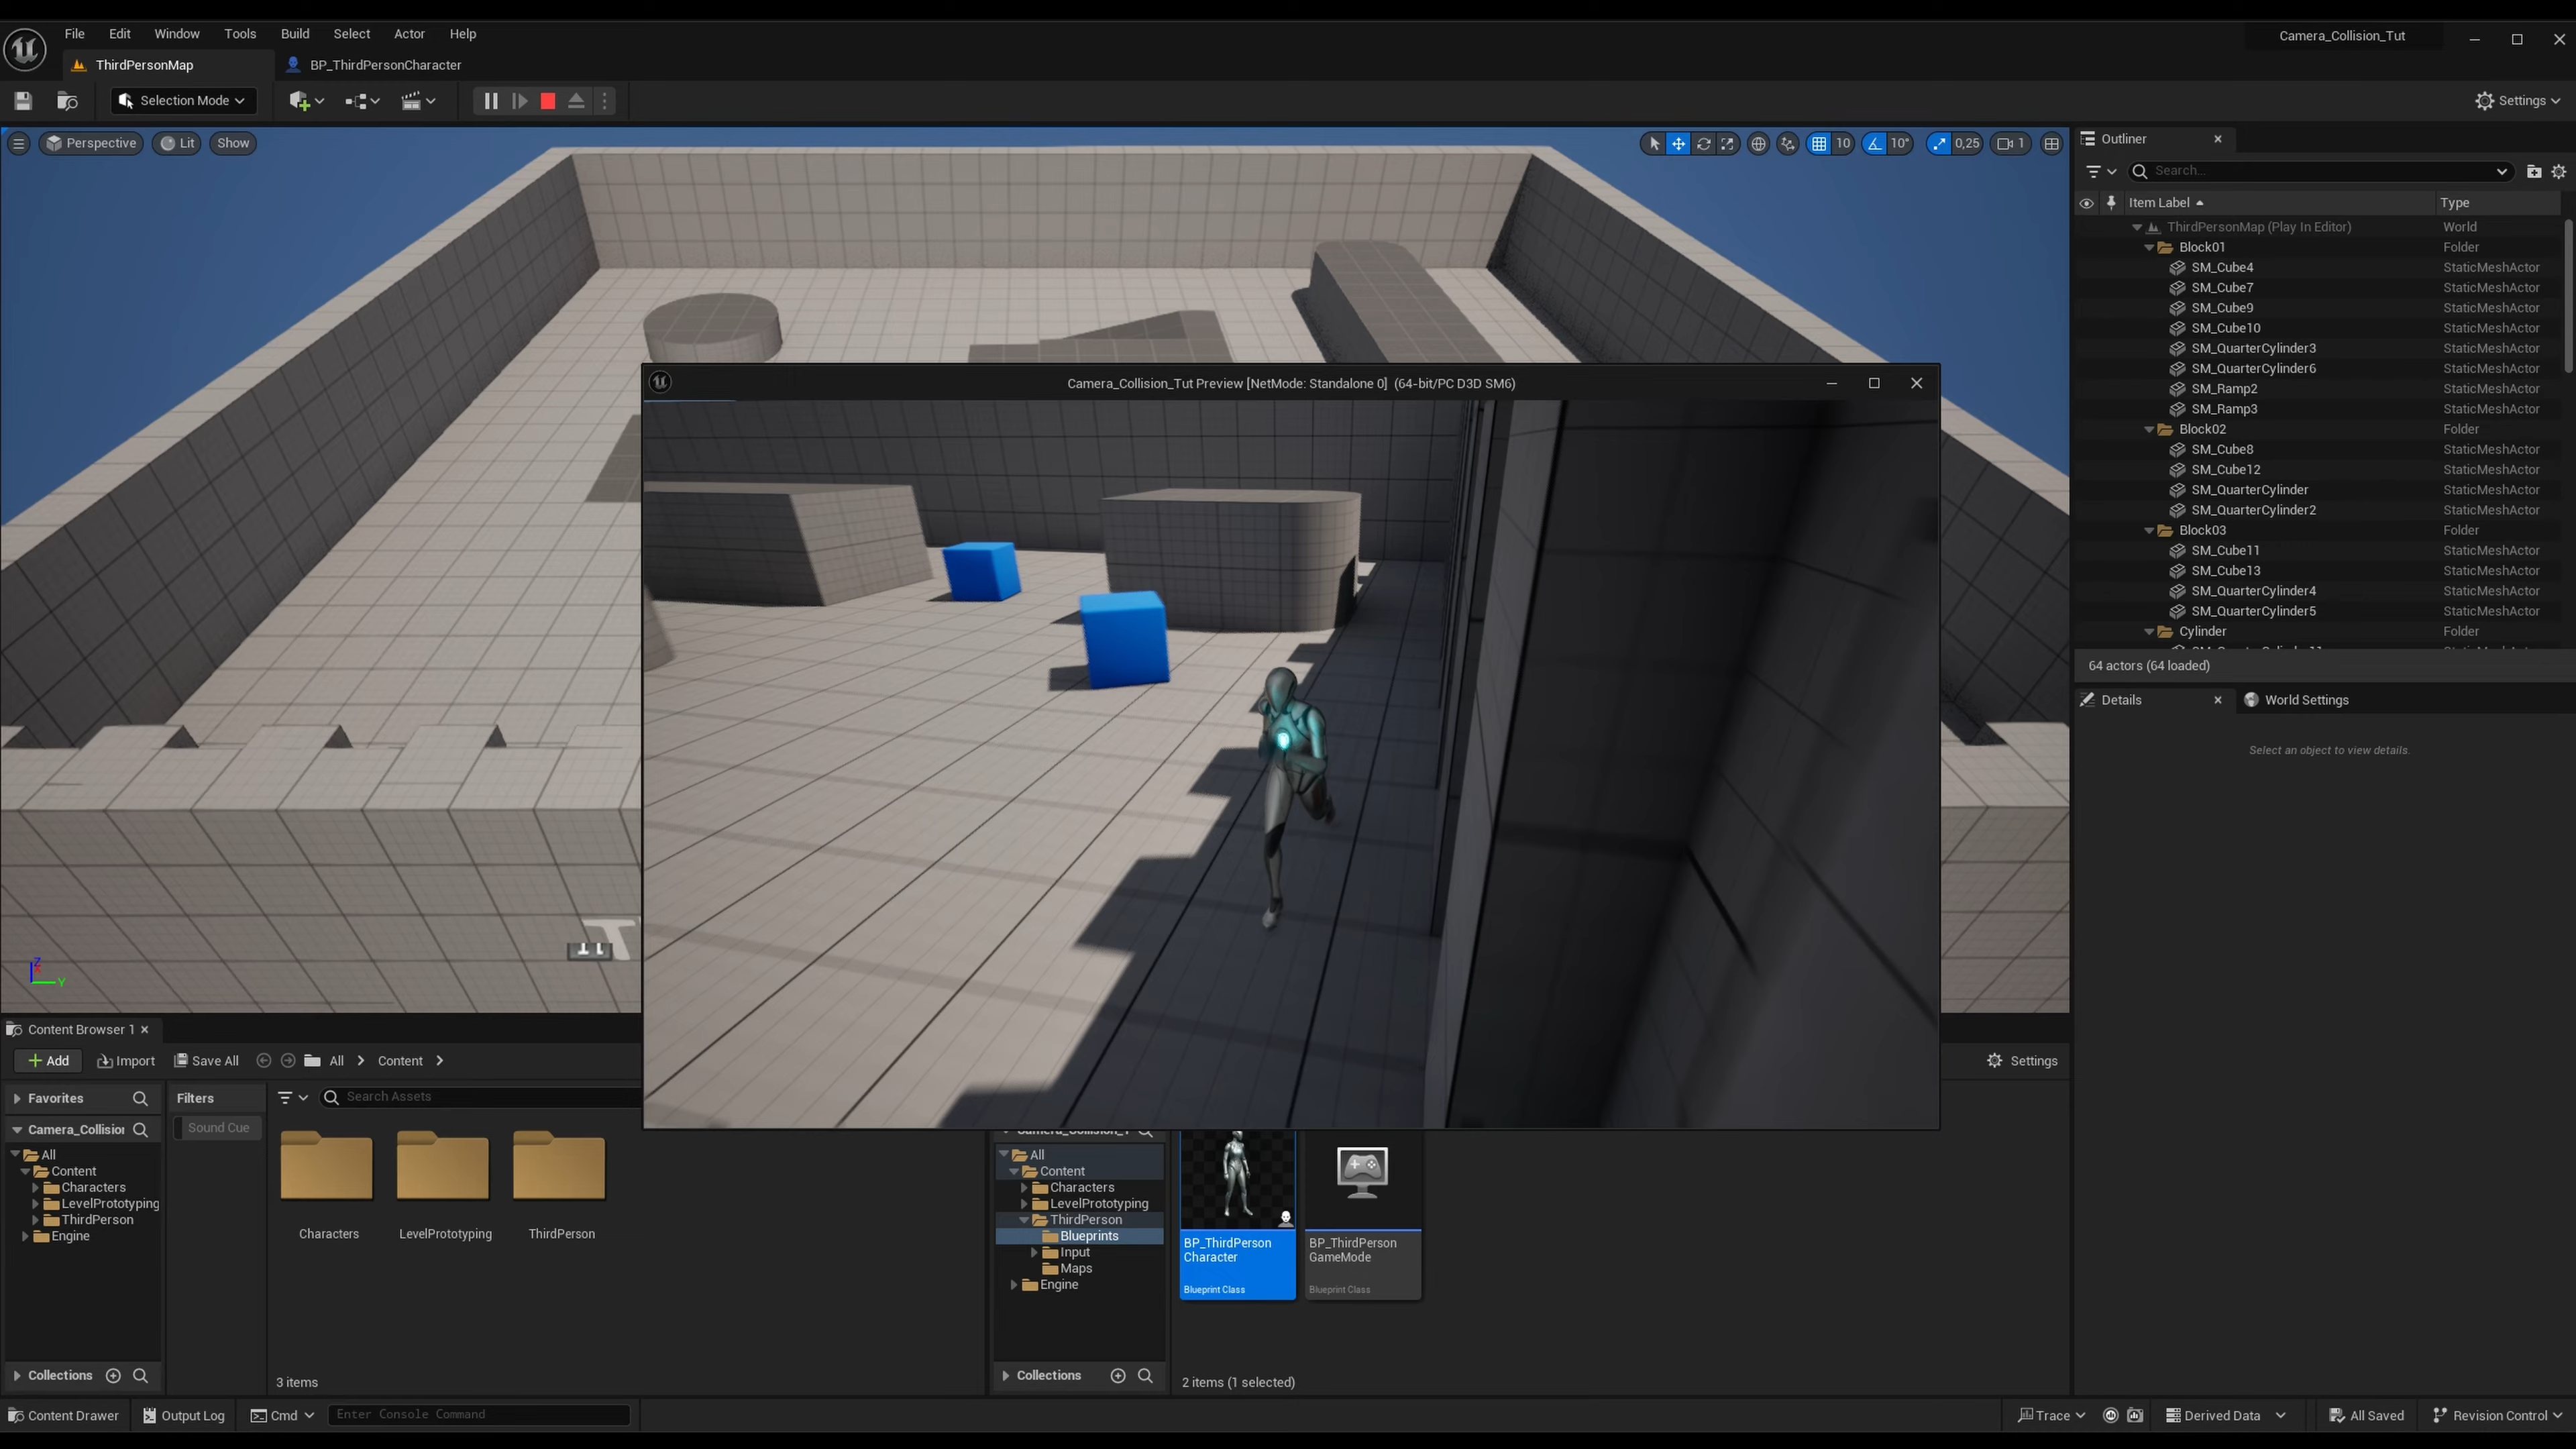 File Edit Window Tools Build Select Actor Help
Camera_Collision_Tut
ThirdPersonMap
BP_ThirdPersonCharacter
Selection Mode
Settings
Perspective Lit Show
10 10° 0,25 1
Outliner
Search...
Item Label Type
ThirdPersonMap (Play In Editor) World
Block01 Folder
SM_Cube4 StaticMeshActor
SM_Cube7 StaticMeshActor
SM_Cube9 StaticMeshActor
SM_Cube10 StaticMeshActor
SM_QuarterCylinder3 StaticMeshActor
SM_QuarterCylinder6 StaticMeshActor
SM_Ramp2 StaticMeshActor
SM_Ramp3 StaticMeshActor
Block02 Folder
SM_Cube8 StaticMeshActor
SM_Cube12 StaticMeshActor
SM_QuarterCylinder StaticMeshActor
SM_QuarterCylinder2 StaticMeshActor
Block03 Folder
SM_Cube11 StaticMeshActor
SM_Cube13 StaticMeshActor
SM_QuarterCylinder4 StaticMeshActor
SM_QuarterCylinder5 StaticMeshActor
Cylinder Folder
64 actors (64 loaded)
Details
World Settings
Select an object to view details.
Camera_Collision_Tut Preview [NetMode: Standalone 0] (64-bit/PC D3D SM6)
Z
Y
Content Browser 1
Add Import Save All All Content
Settings
Favorites
Filters
Search Assets
Camera_Collision
Sound Cue
All
Content
Characters
LevelPrototyping
ThirdPerson
Engine
Characters
LevelPrototyping
ThirdPerson
Collections
3 items
All
Content
Characters
LevelPrototyping
ThirdPerson
Blueprints
Input
Maps
Engine
Collections
BP_ThirdPerson
Character
Blueprint Class
BP_ThirdPerson
GameMode
Blueprint Class
2 items (1 selected)
Content Drawer Output Log Cmd Enter Console Command
Trace Derived Data All Saved Revision Control